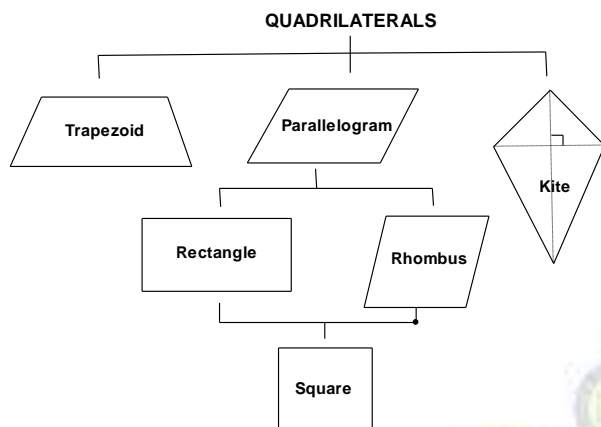 QUADRILATERALS
Trapezoid
Parallelogram
Kite
Rectangle
Rhombus
Square